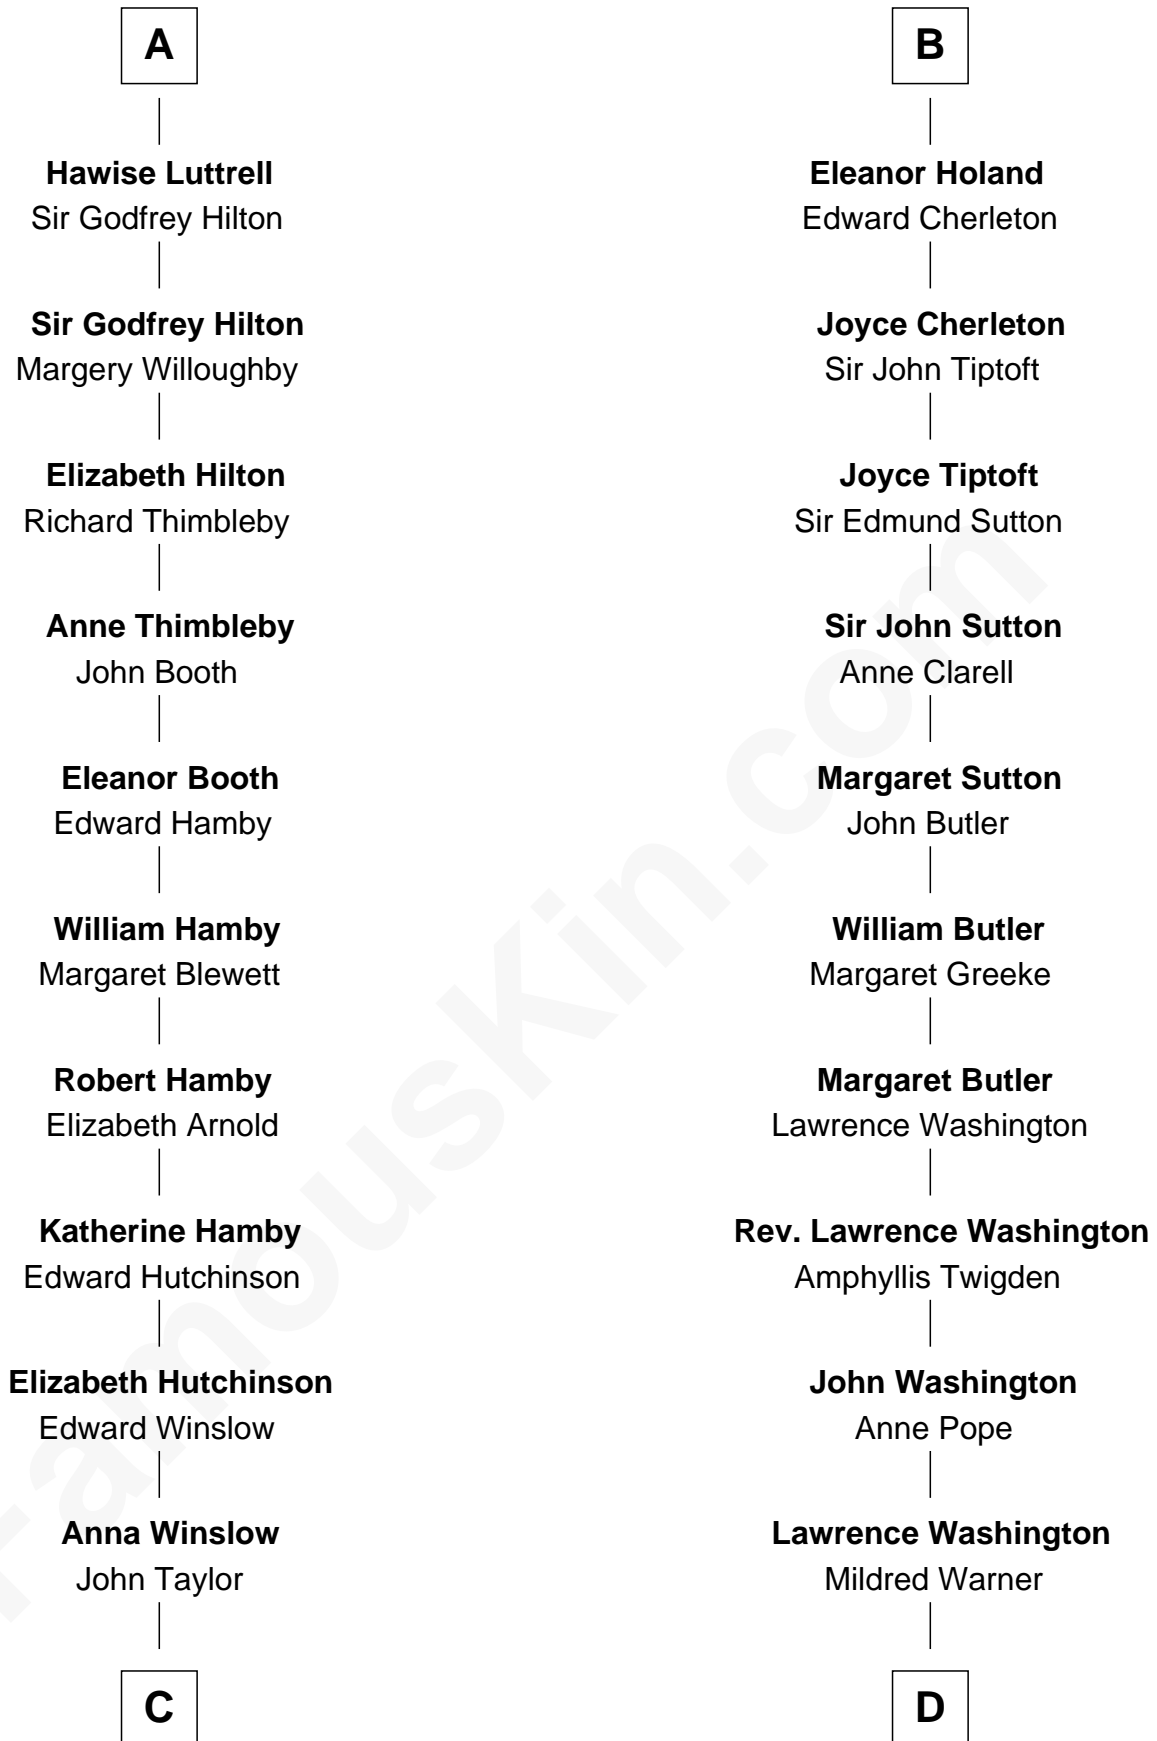 A
Hawise Luttrell
Sir Godfrey Hilton
Sir Godfrey Hilton
Margery Willoughby
Elizabeth Hilton
Richard Thimbleby
Anne Thimbleby
John Booth
Eleanor Booth
Edward Hamby
William Hamby
Margaret Blewett
Robert Hamby
Elizabeth Arnold
Katherine Hamby
Edward Hutchinson
Elizabeth Hutchinson
Edward Winslow
Anna Winslow
John Taylor
C
B
Eleanor Holand
Edward Cherleton
Joyce Cherleton
Sir John Tiptoft
Joyce Tiptoft
Sir Edmund Sutton
Sir John Sutton
Anne Clarell
Margaret Sutton
John Butler
William Butler
Margaret Greeke
Margaret Butler
Lawrence Washington
Rev. Lawrence Washington
Amphyllis Twigden
John Washington
Anne Pope
Lawrence Washington
Mildred Warner
D
FamousKin.com